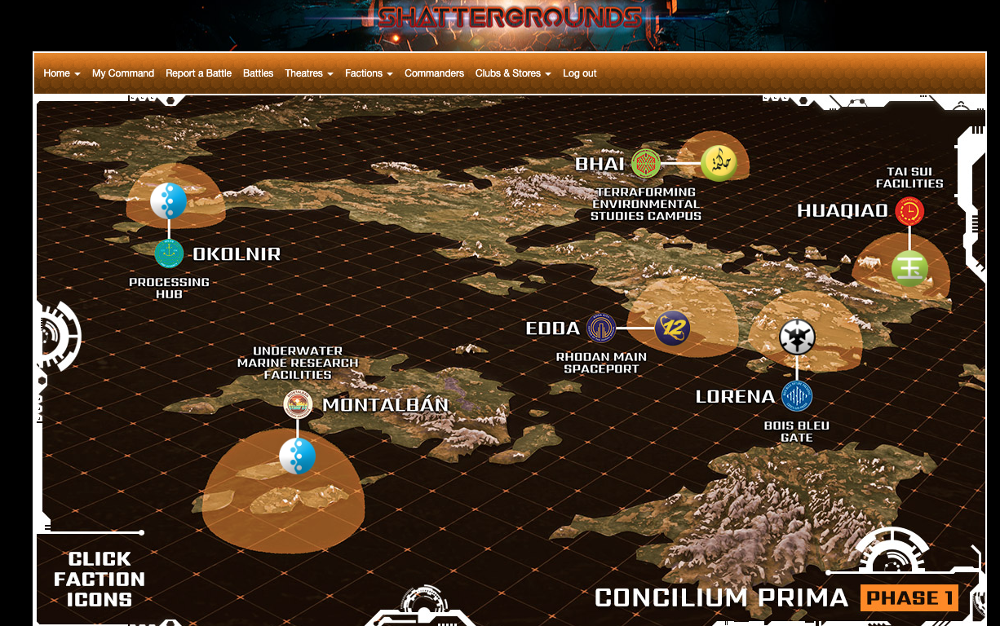 SHATTERGROUNDS
Home My Command Report a Battle Battles Theatres Factions Commanders Clubs & Stores Log out
BHAI
TERRAFORMING
ENVIRONMENTAL
STUDIES CAMPUS
TAI SUI
FACILITIES
HUAQIAO
玉
OKOLNIR
PROCESSING
HUB
EDDA
12
RHODAN MAIN
SPACEPORT
UNDERWATER
MARINE RESEARCH
FACILITIES
MONTALBÁN
LORENA
BOIS BLEU
GATE
CLICK
FACTION
ICONS
CONCILIUM PRIMA PHASE 1